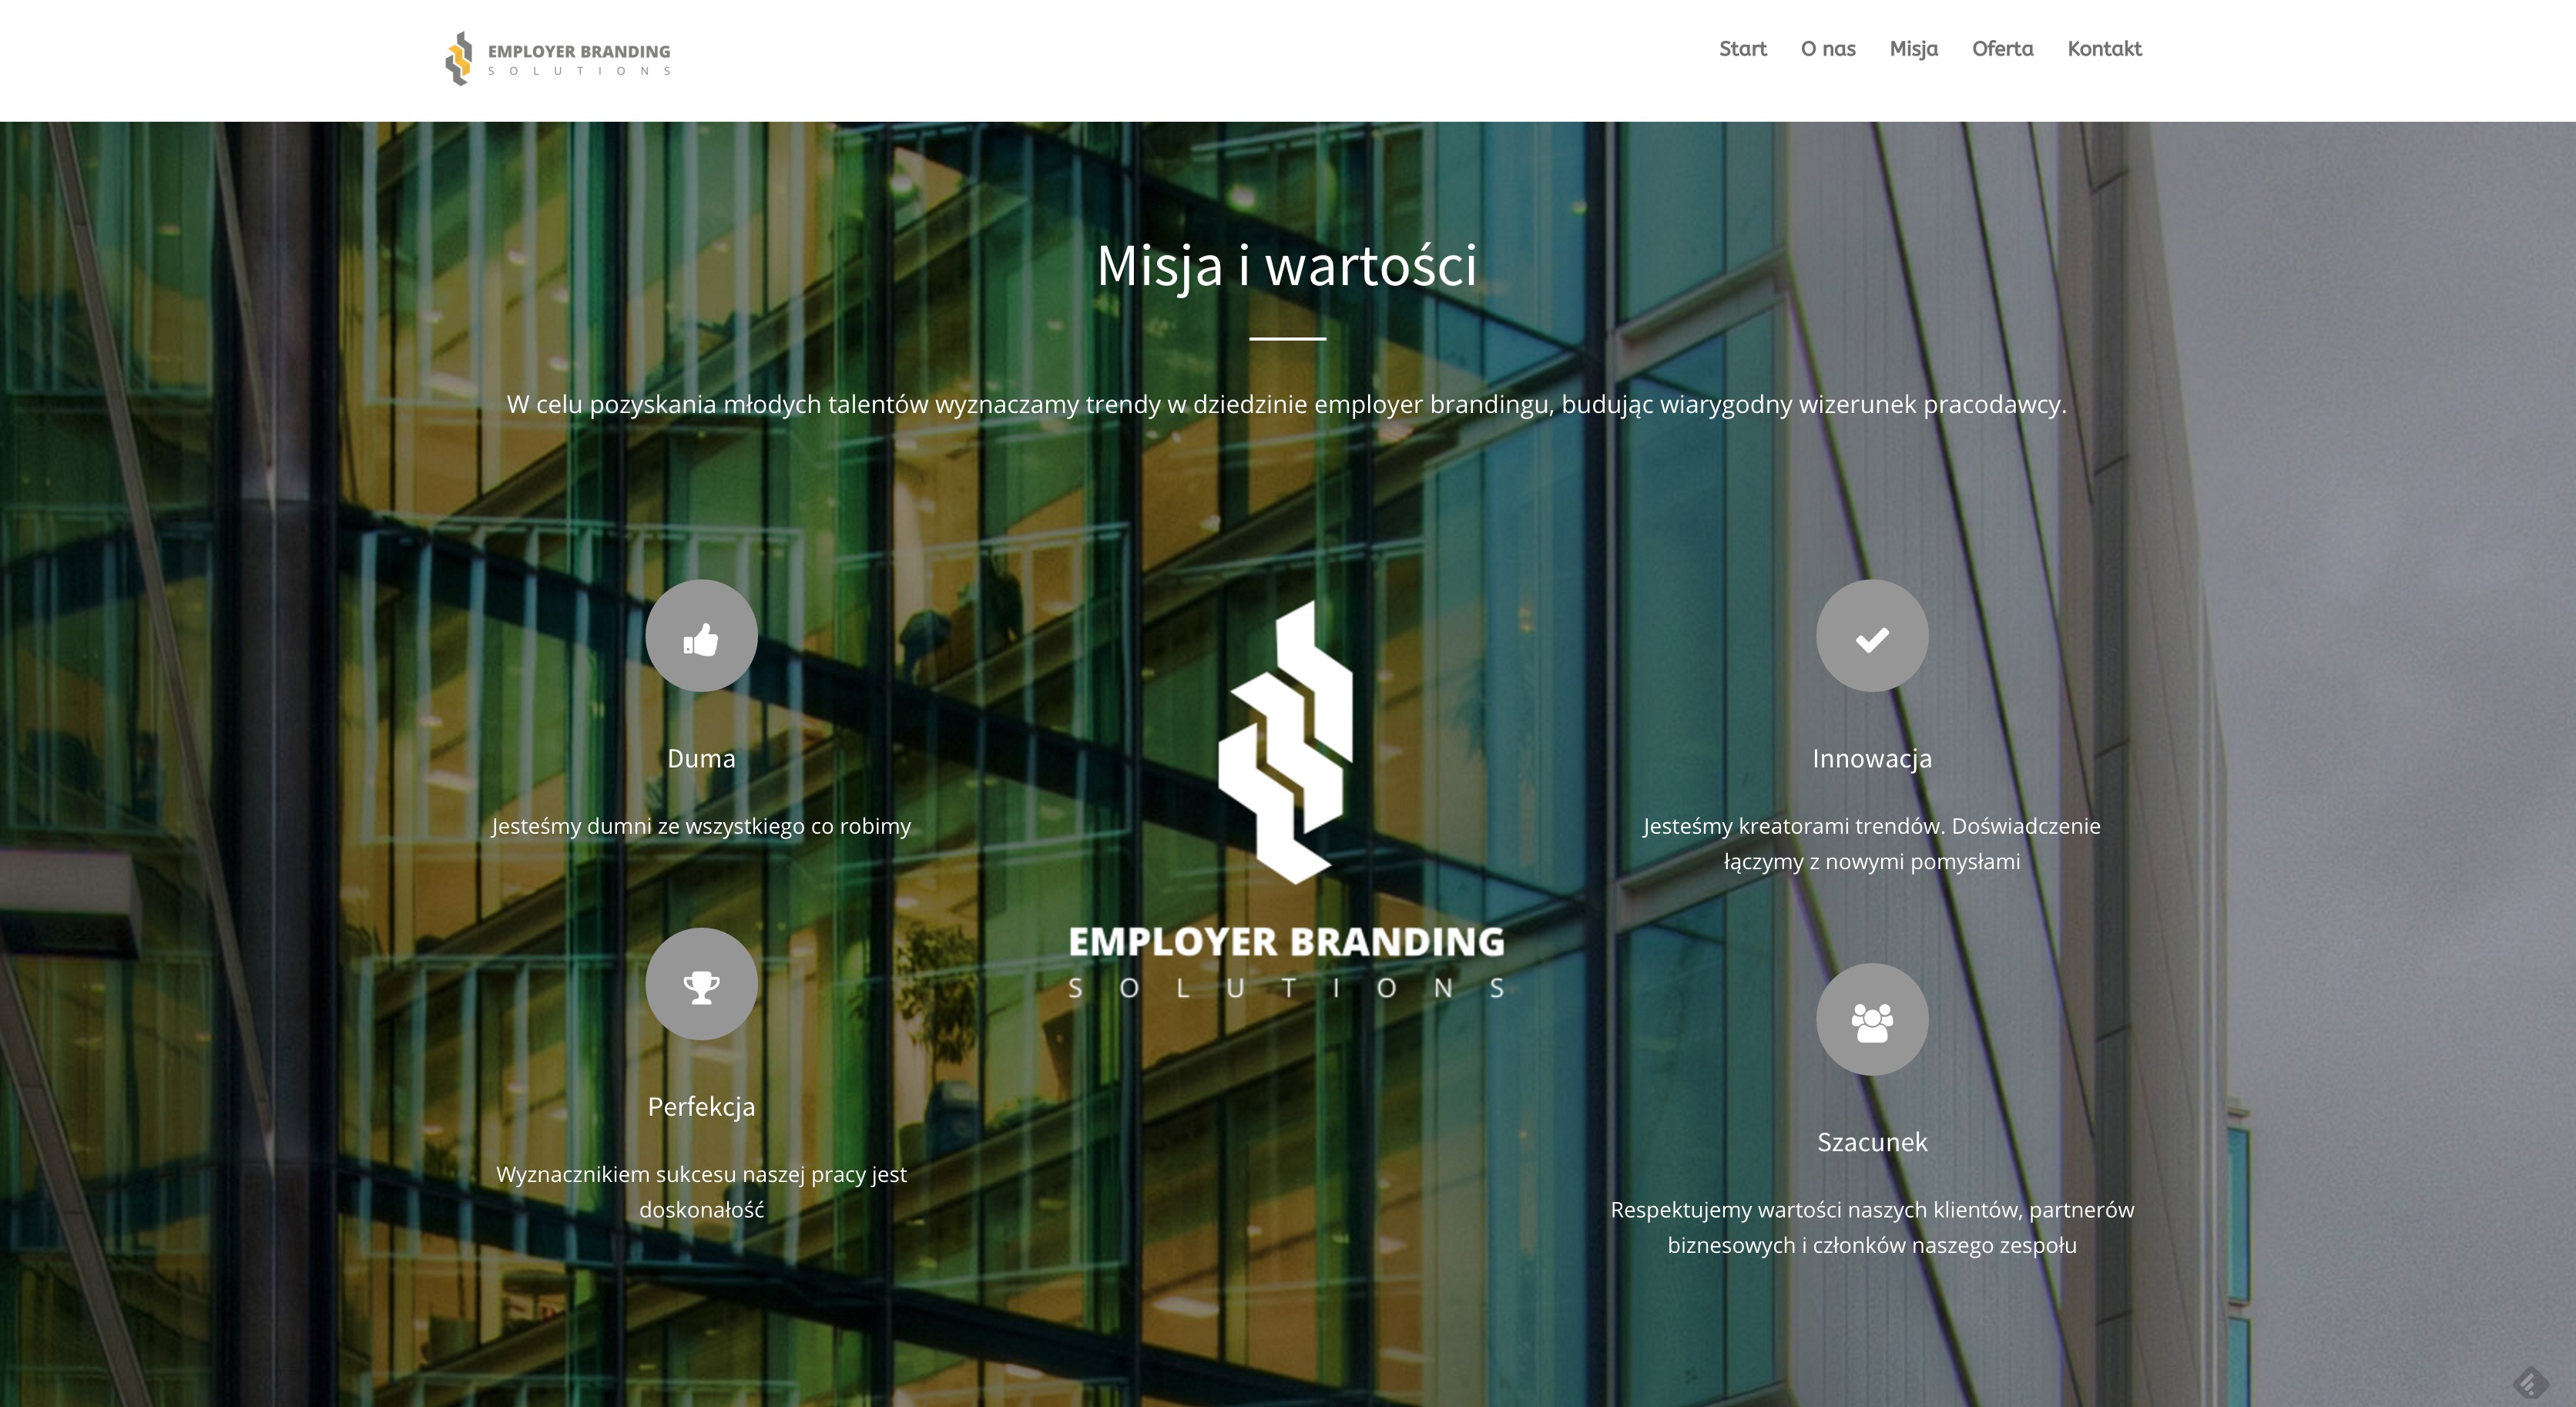 EMPLOYER BRANDING
SOLUTIONS
Start
O nas
Misja
Oferta
Kontakt
Misja i wartości
W celu pozyskania młodych talentów wyznaczamy trendy w dziedzinie employer brandingu, budując wiarygodny wizerunek pracodawcy.
Duma
Jesteśmy dumni ze wszystkiego co robimy
Perfekcja
Wyznacznikiem sukcesu naszej pracy jest
doskonałość
EMPLOYER BRANDING
SOLUTIONS
Innowacja
Jesteśmy kreatorami trendów. Doświadczenie
łączymy z nowymi pomysłami
Szacunek
Respektujemy wartości naszych klientów, partnerów
biznesowych i członków naszego zespołu